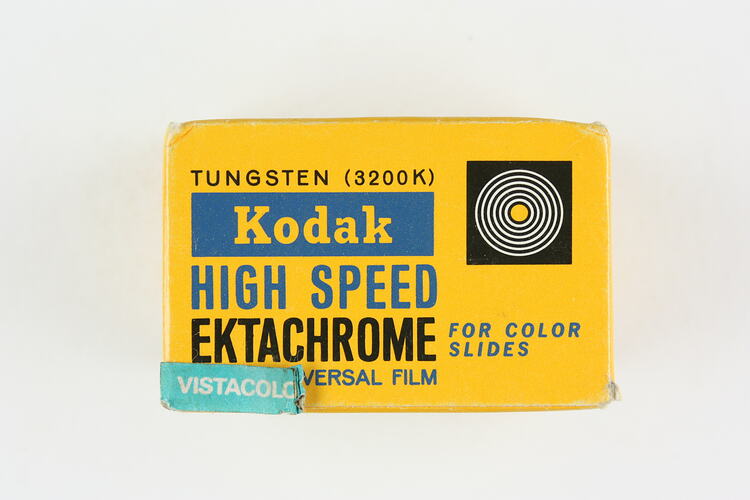 TUNGSTEN (3200K)
Kodak
HIGH SPEED
EKTACHROME
FOR COLOR
SLIDES
VERSAL FILM
VISTACOLO